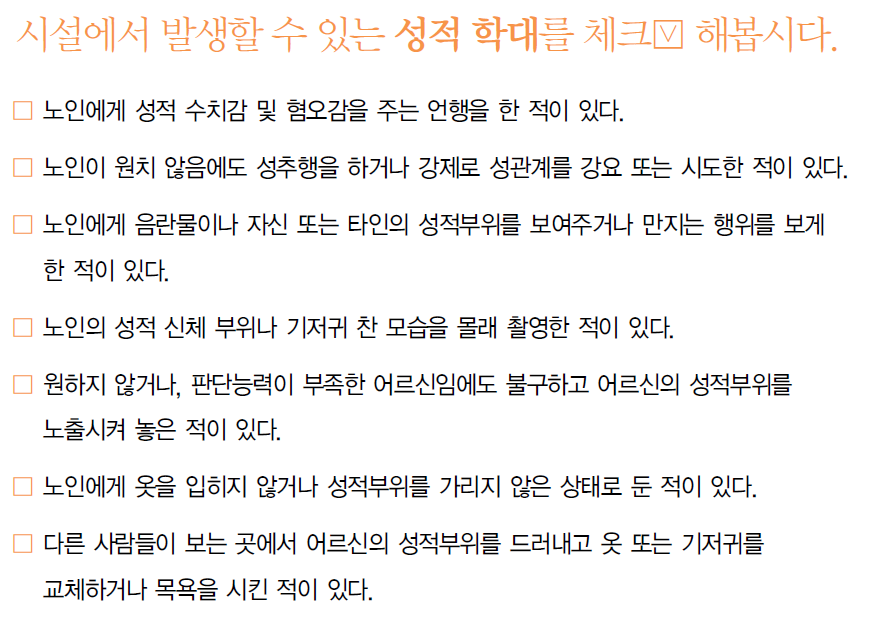 시설에서 발생할 수 있는 성적 학대를 체크☑ 해봅시다.
□ 노인에게 성적 수치감 및 혐오감을 주는 언행을 한 적이 있다.
□ 노인이 원치 않음에도 성추행을 하거나 강제로 성관계를 강요 또는 시도한 적이 있다.
□ 노인에게 음란물이나 자신 또는 타인의 성적부위를 보여주거나 만지는 행위를 보게
한 적이 있다.
□ 노인의 성적 신체 부위나 기저귀 찬 모습을 몰래 촬영한 적이 있다.
□ 원하지 않거나, 판단능력이 부족한 어르신임에도 불구하고 어르신의 성적부위를
노출시켜 놓은 적이 있다.
□ 노인에게 옷을 입히지 않거나 성적부위를 가리지 않은 상태로 둔 적이 있다.
□ 다른 사람들이 보는 곳에서 어르신의 성적부위를 드러내고 옷 또는 기저귀를
교체하거나 목욕을 시킨 적이 있다.